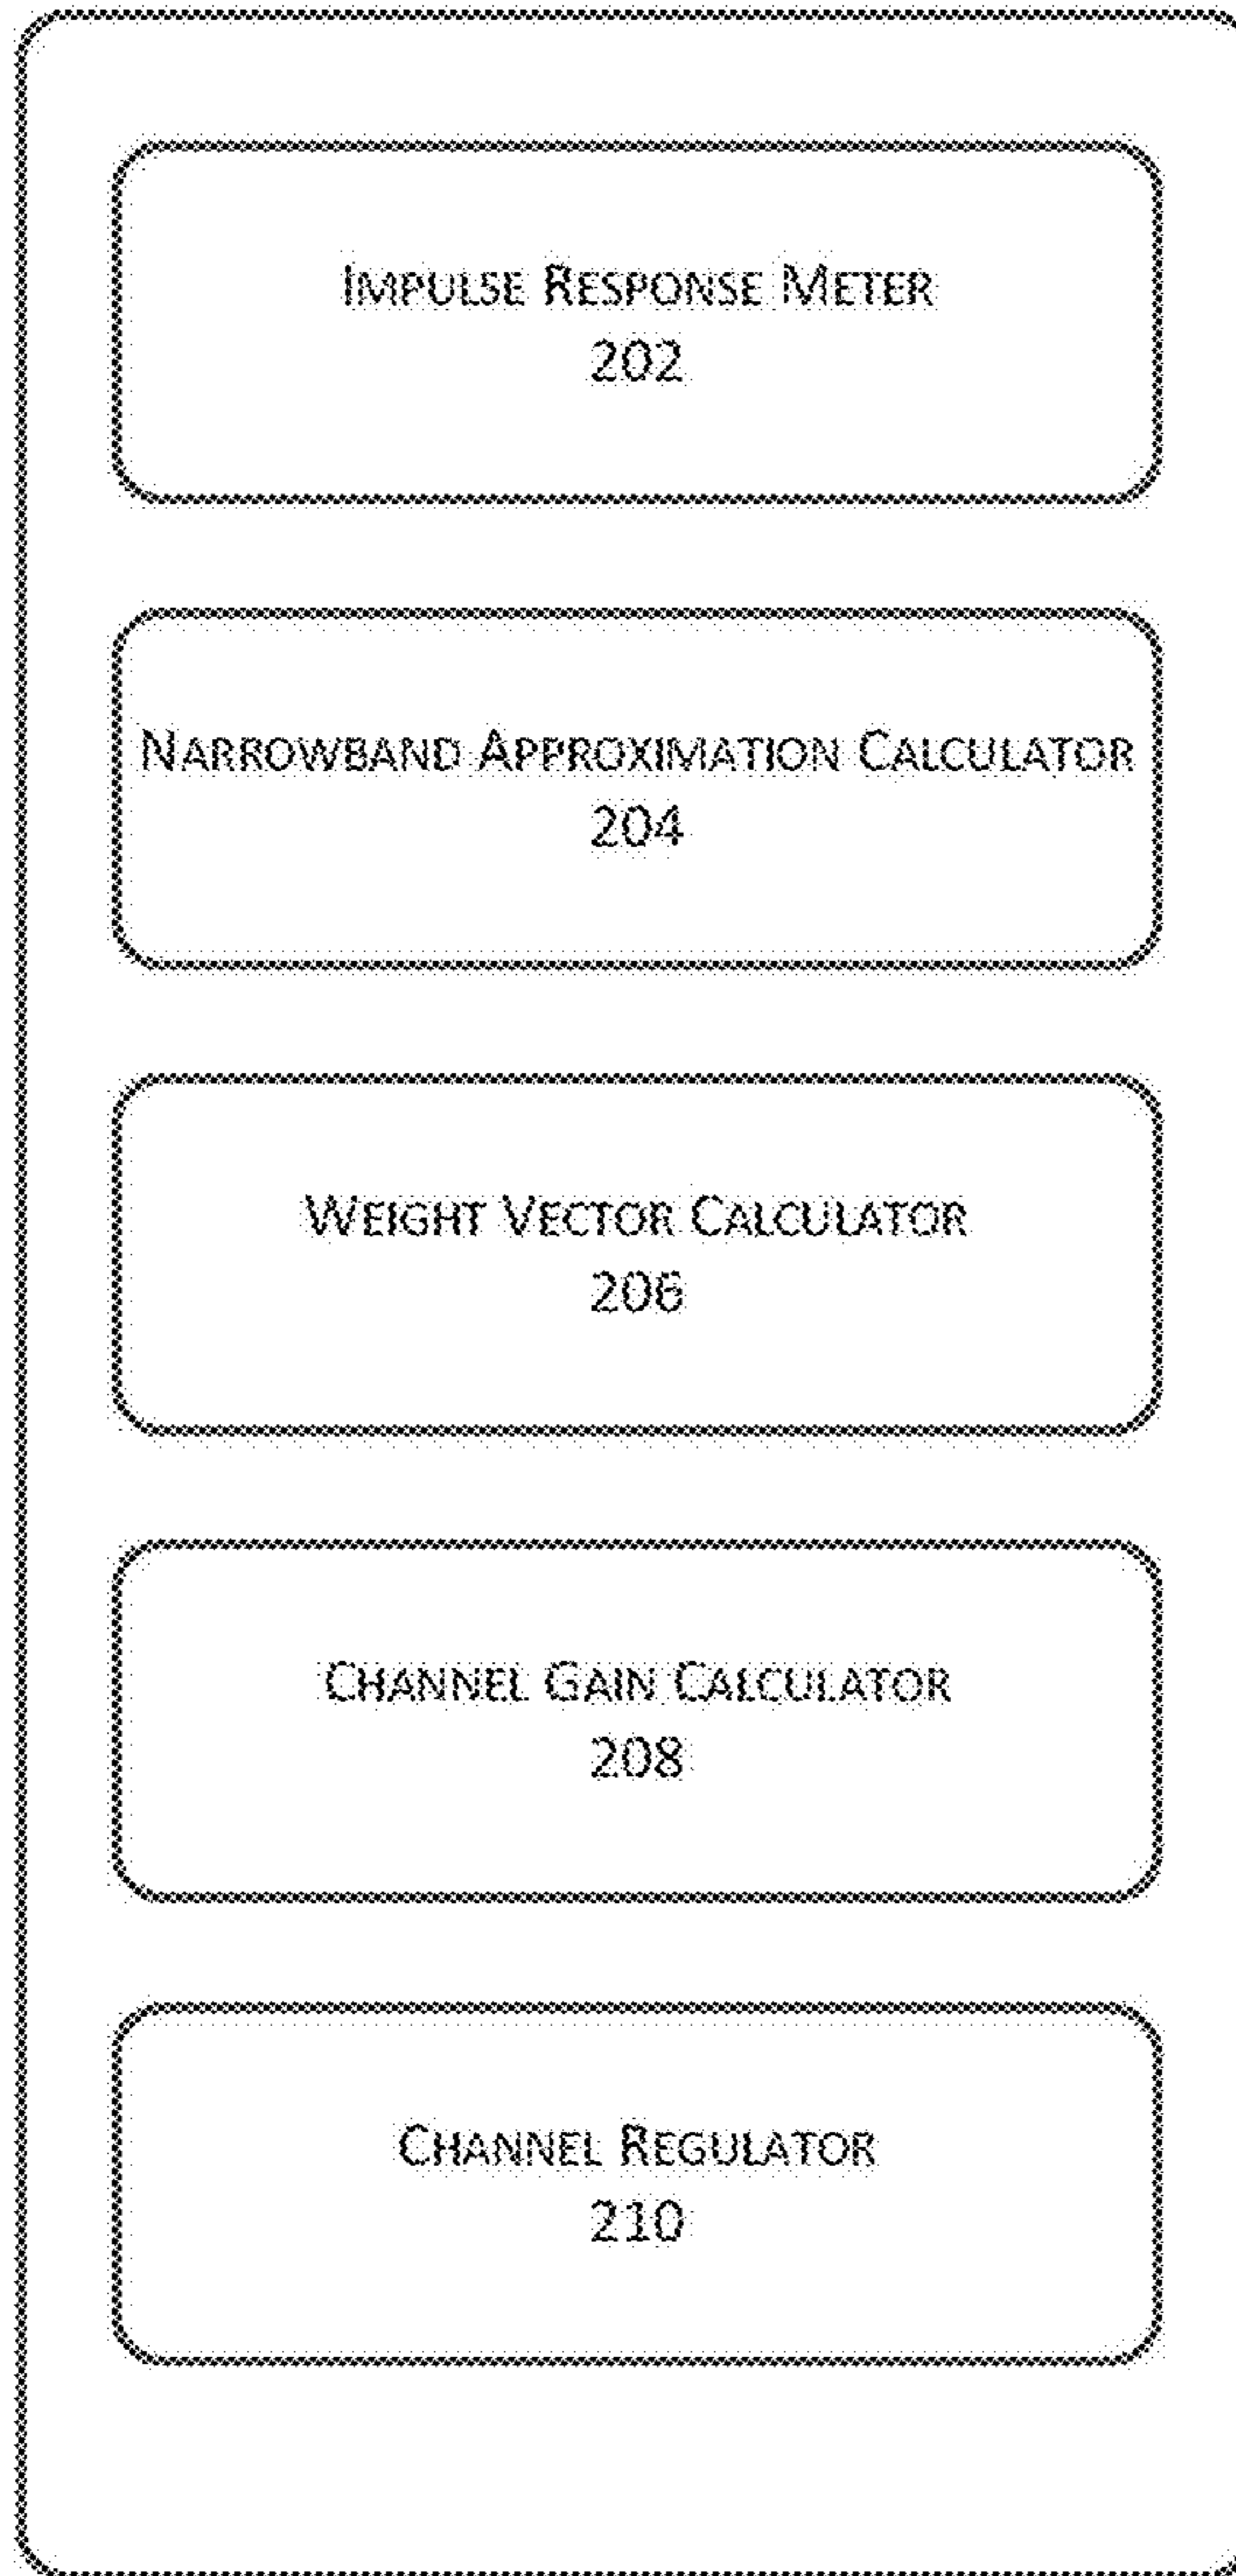 IMPULSE RESPONSE METER
202
NARROWBAND APPROXIMATION CALCULATOR
204
WEIGHT VECTOR CALCULATOR
206
CHANNEL GAIN CALCULATOR
208
CHANNEL REGULATOR
210